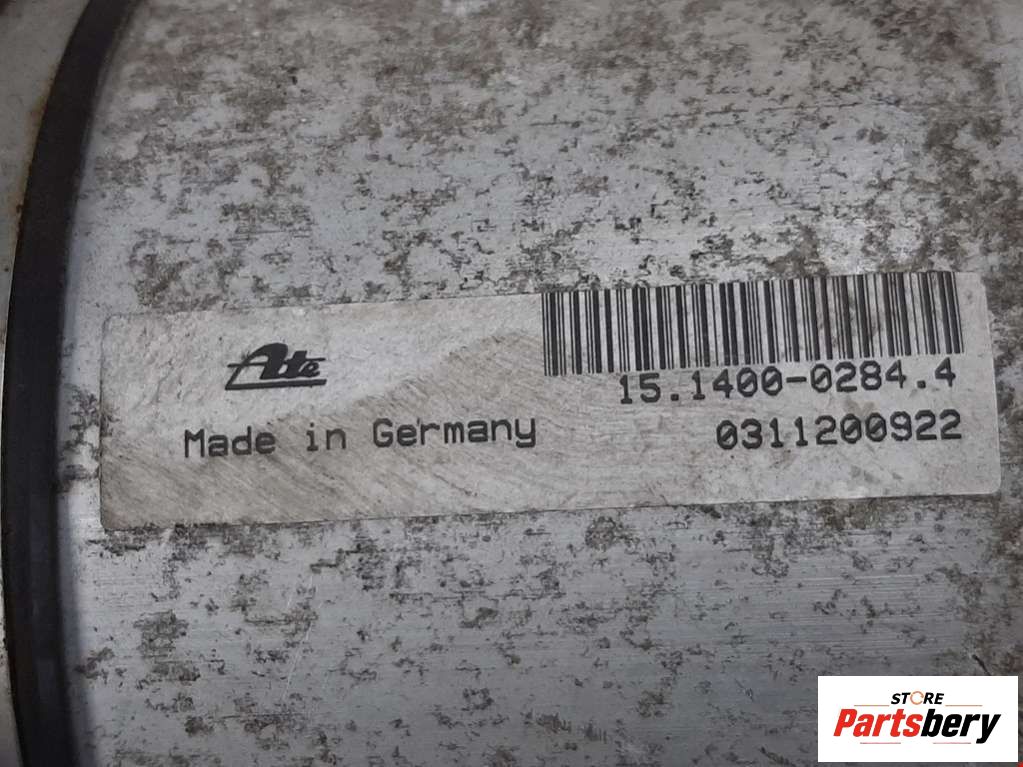 Ate
15.1400-0284.4
Made in Germany
0311200922
STORE
Partsbery